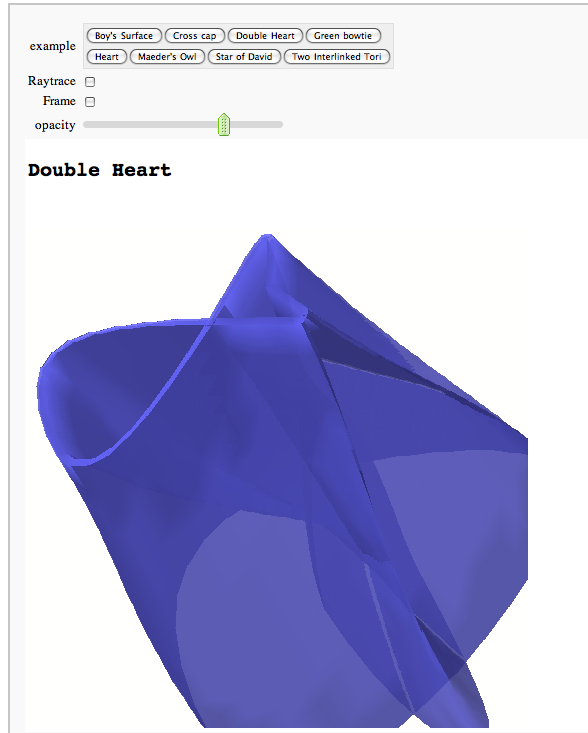 example Boy's Surface Cross cap Double Heart Green bowtie
Heart Maeder's Owl Star of David Two Interlinked Tori
Raytrace
Frame
opacity
Double Heart